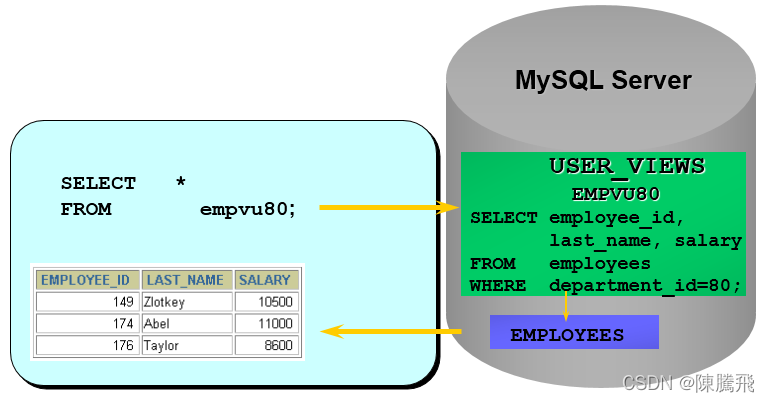 MySQL Server
SELECT *
FROM empvu80;
EMPLOYEE_ID LAST_NAME SALARY
149 Zlotkey 10500
174 Abel 11000
176 Taylor 8600
USER_VIEWS
EMPVU80
SELECT employee_id,
last_name, salary
FROM employees
WHERE department_id=80;
EMPLOYEES
CSDN @陳騰飛